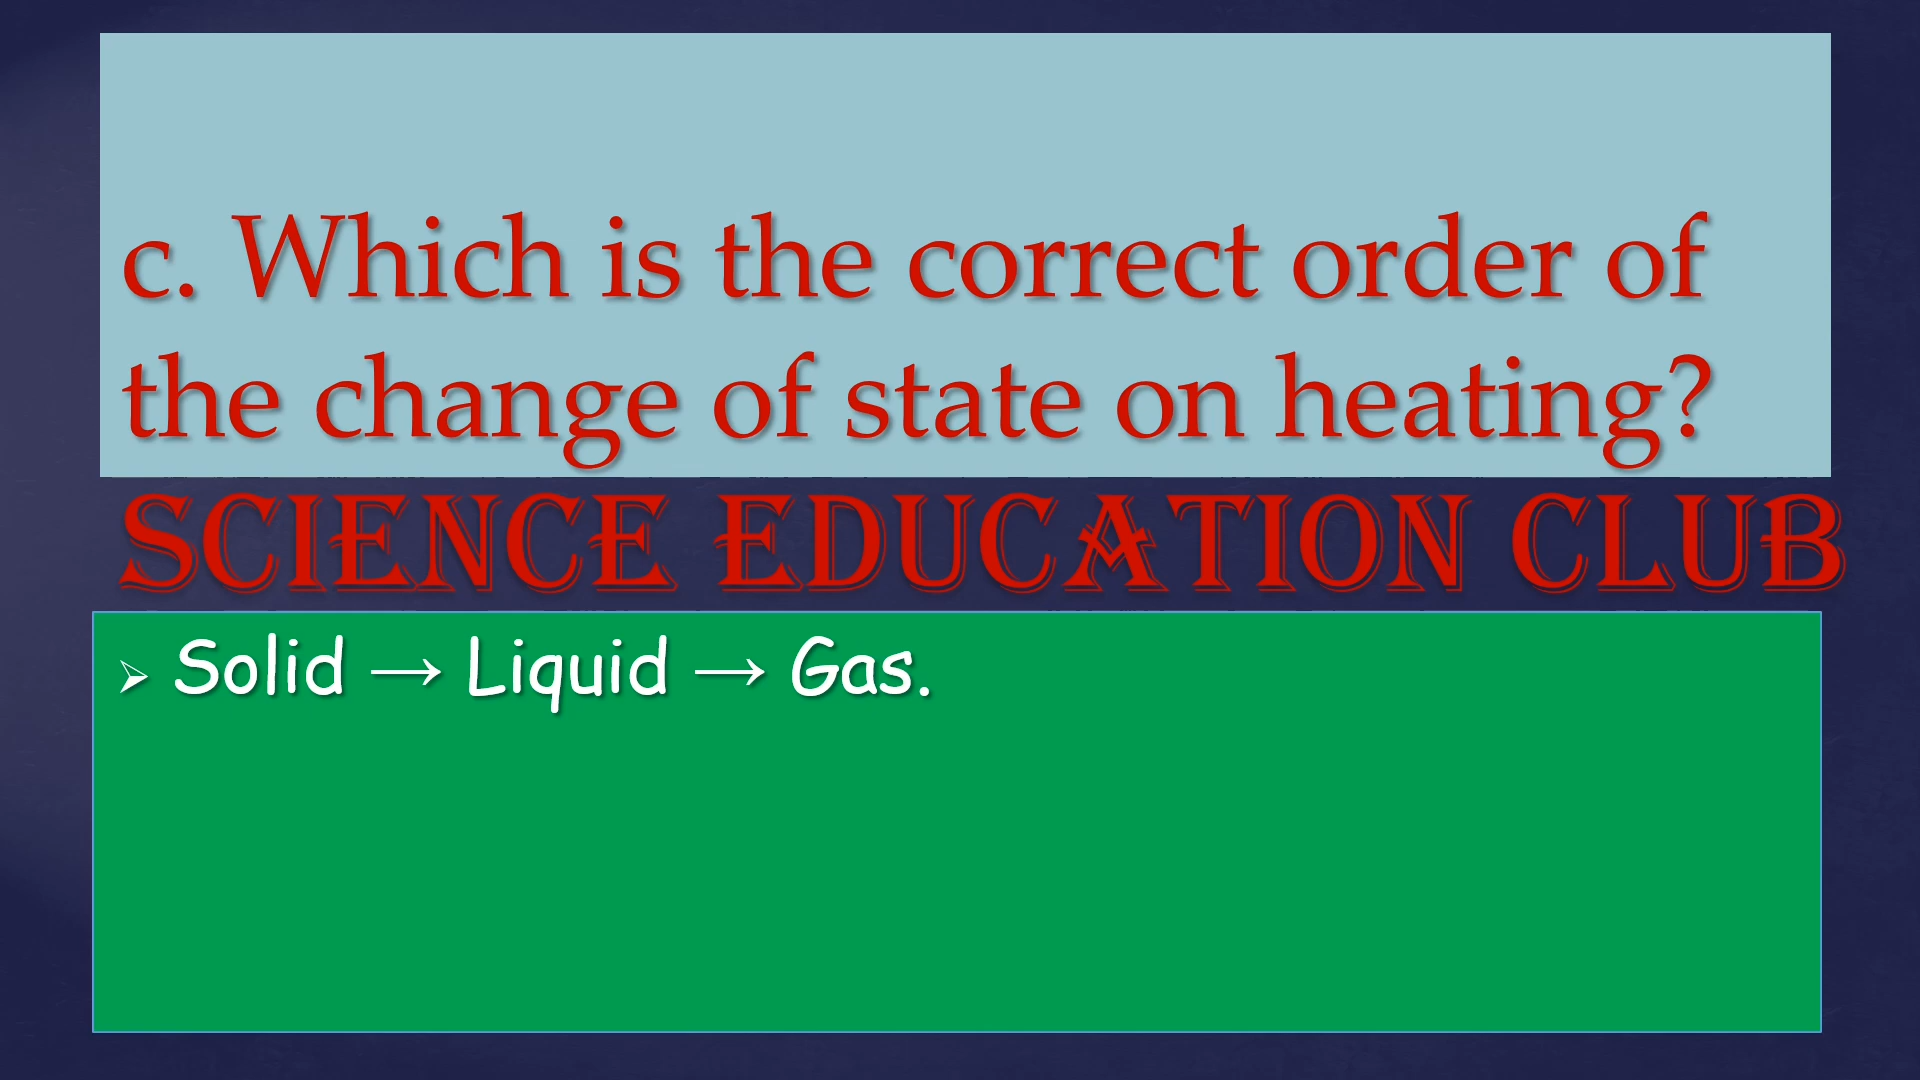 c. Which is the correct order of
the change of state on heating?
SCIENCE EDUCATION CLUB
➢ Solid → Liquid → Gas.